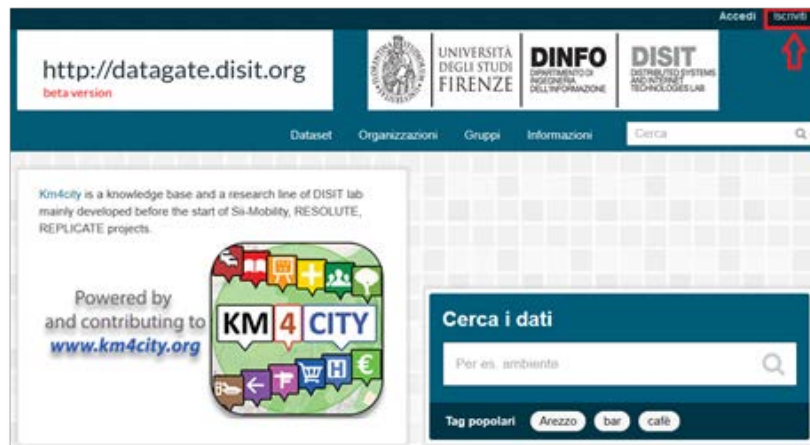 Accedi Iscriviti
http://datagate.disit.org
beta version
UNIVERSITÀ
DEGLI STUDI
FIRENZE
DINFO
DIPARTIMENTO DI
INGEGNERIA
DELL'INFORMAZIONE
DISIT
DISTRIBUTED SYSTEMS
AND INTERNET
TECHNOLOGIES LAB
Dataset Organizzazioni Gruppi Informazioni Cerca
Km4city is a knowledge base and a research line of DISIT lab
mainly developed before the start of Sii-Mobility, RESOLUTE,
REPLICATE projects.
Powered by
and contributing to
www.km4city.org
KM 4 CITY
H €
Cerca i dati
Per es. ambiente
Tag popolari Arezzo bar cafè